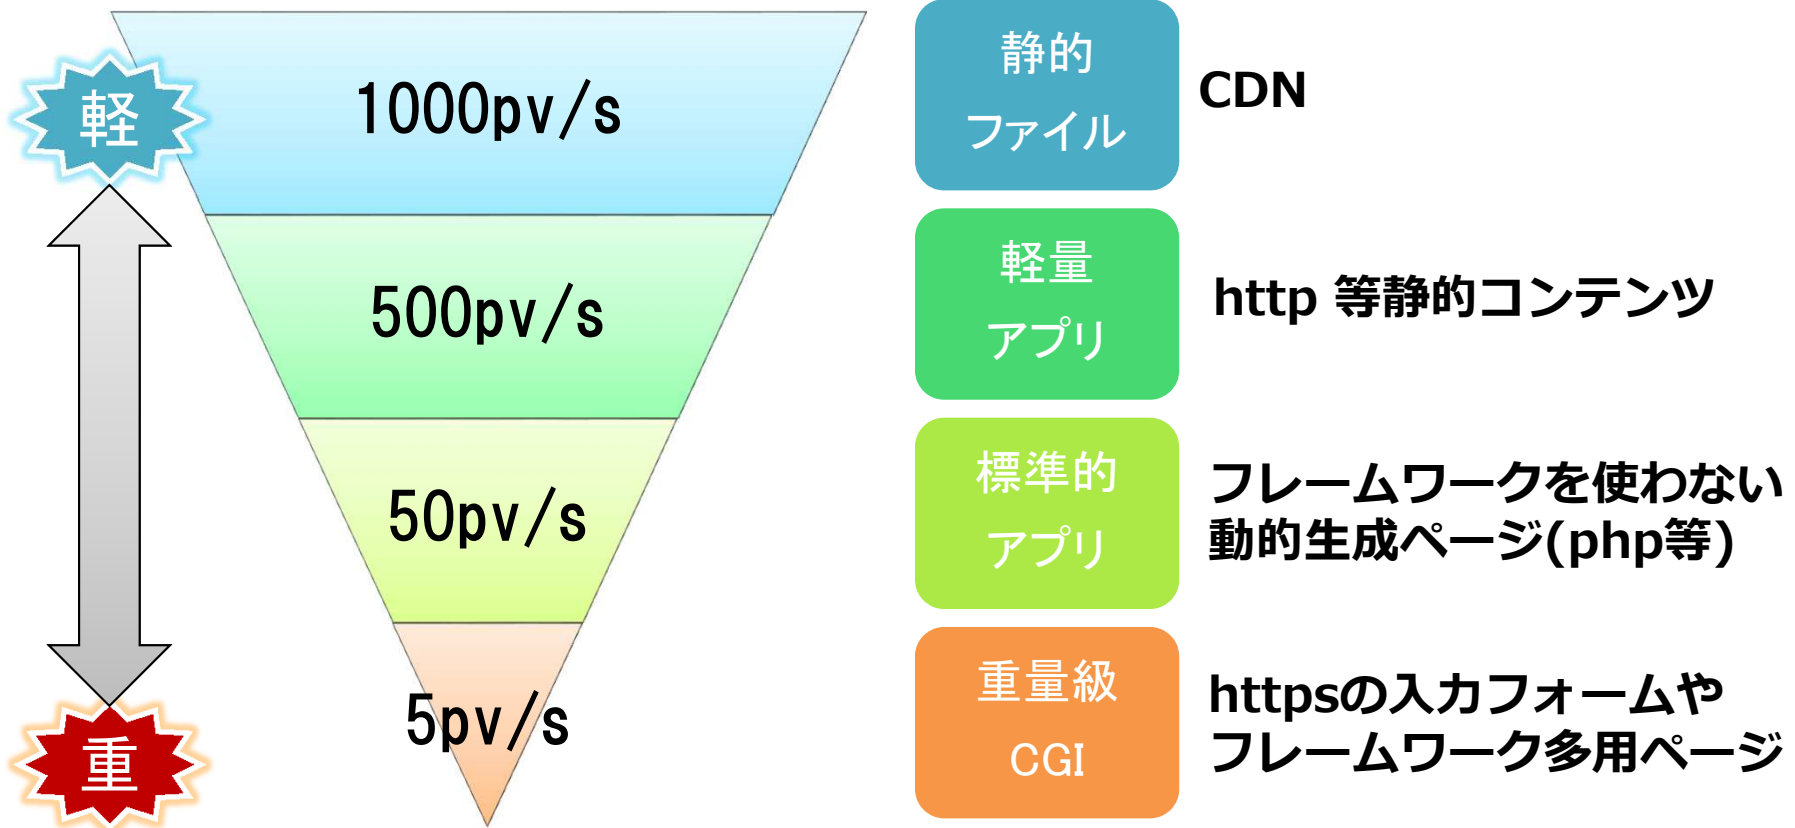 軽
1000pv/s
静的
ファイル
CDN
500pv/s
軽量
アプリ
http 等静的コンテンツ
50pv/s
標準的
アプリ
フレームワークを使わない
動的生成ページ(php等)
5pv/s
重量級
CGI
httpsの入力フォームや
フレームワーク多用ページ
重